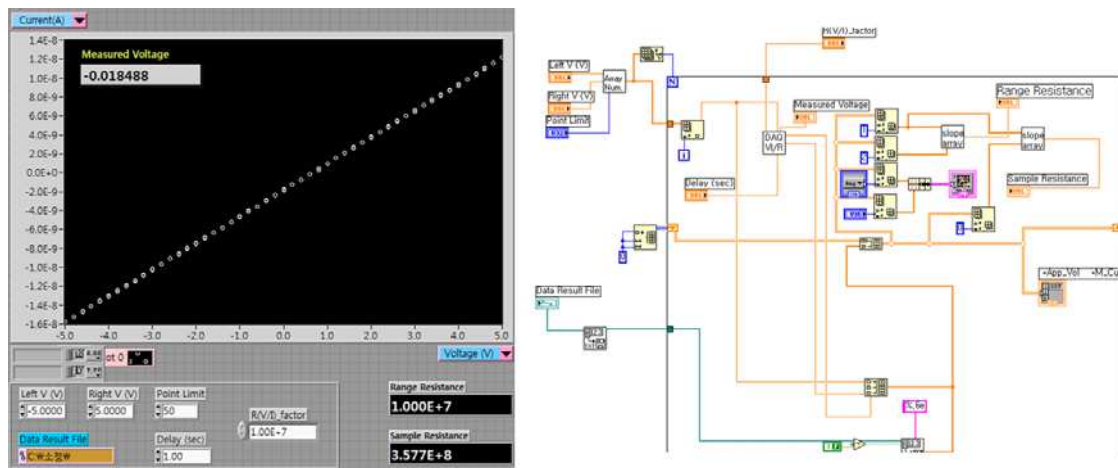 Current(A)
Measured Voltage
-0.018488
1.4E-8
1.2E-8
1.0E-8
8.0E-9
6.0E-9
4.0E-9
2.0E-9
0.0E+0
-2.0E-9
-4.0E-9
-6.0E-9
-8.0E-9
-1.0E-8
-1.2E-8
-1.4E-8
-1.6E-8
-5.0 -4.0 -3.0 -2.0 -1.0 0.0 1.0 2.0 3.0 4.0 5.0
Voltage (V)
Left V (V) Right V (V) Point Limit
-5.0000 5.0000 50
R(V/I)_factor
1.00E+7
Data Result File Delay (sec)
C:₩소정₩ 1.00
Range Resistance
1.000E+7
Sample Resistance
3.577E+8
R(V/I)_factor
Left V (V)
Array
Num.
Right V (V)
Point Limit
N
i
Measured Voltage
DAQ
VI/R
Delay (sec)
Range Resistance
slope
array
slope
array
Sample Resistance
App_Vol M_Cu
Data Result File